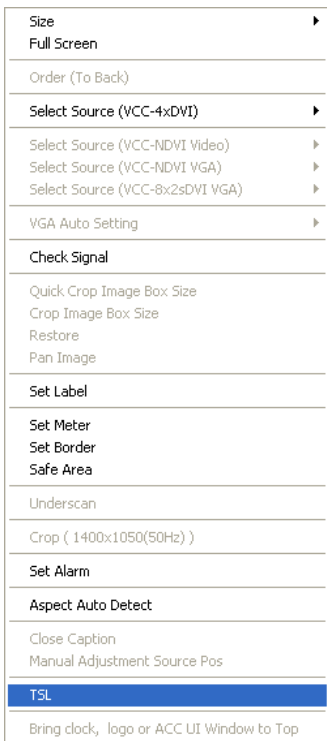 Size
Full Screen
Order (To Back)
Select Source (VCC-4xDVI)
Select Source (VCC-NDVI Video)
Select Source (VCC-NDVI VGA)
Select Source (VCC-8x2sDVI VGA)
VGA Auto Setting
Check Signal
Quick Crop Image Box Size
Crop Image Box Size
Restore
Pan Image
Set Label
Set Meter
Set Border
Safe Area
Underscan
Crop ( 1400x1050(50Hz) )
Set Alarm
Aspect Auto Detect
Close Caption
Manual Adjustment Source Pos
TSL
Bring clock, logo or ACC UI Window to Top